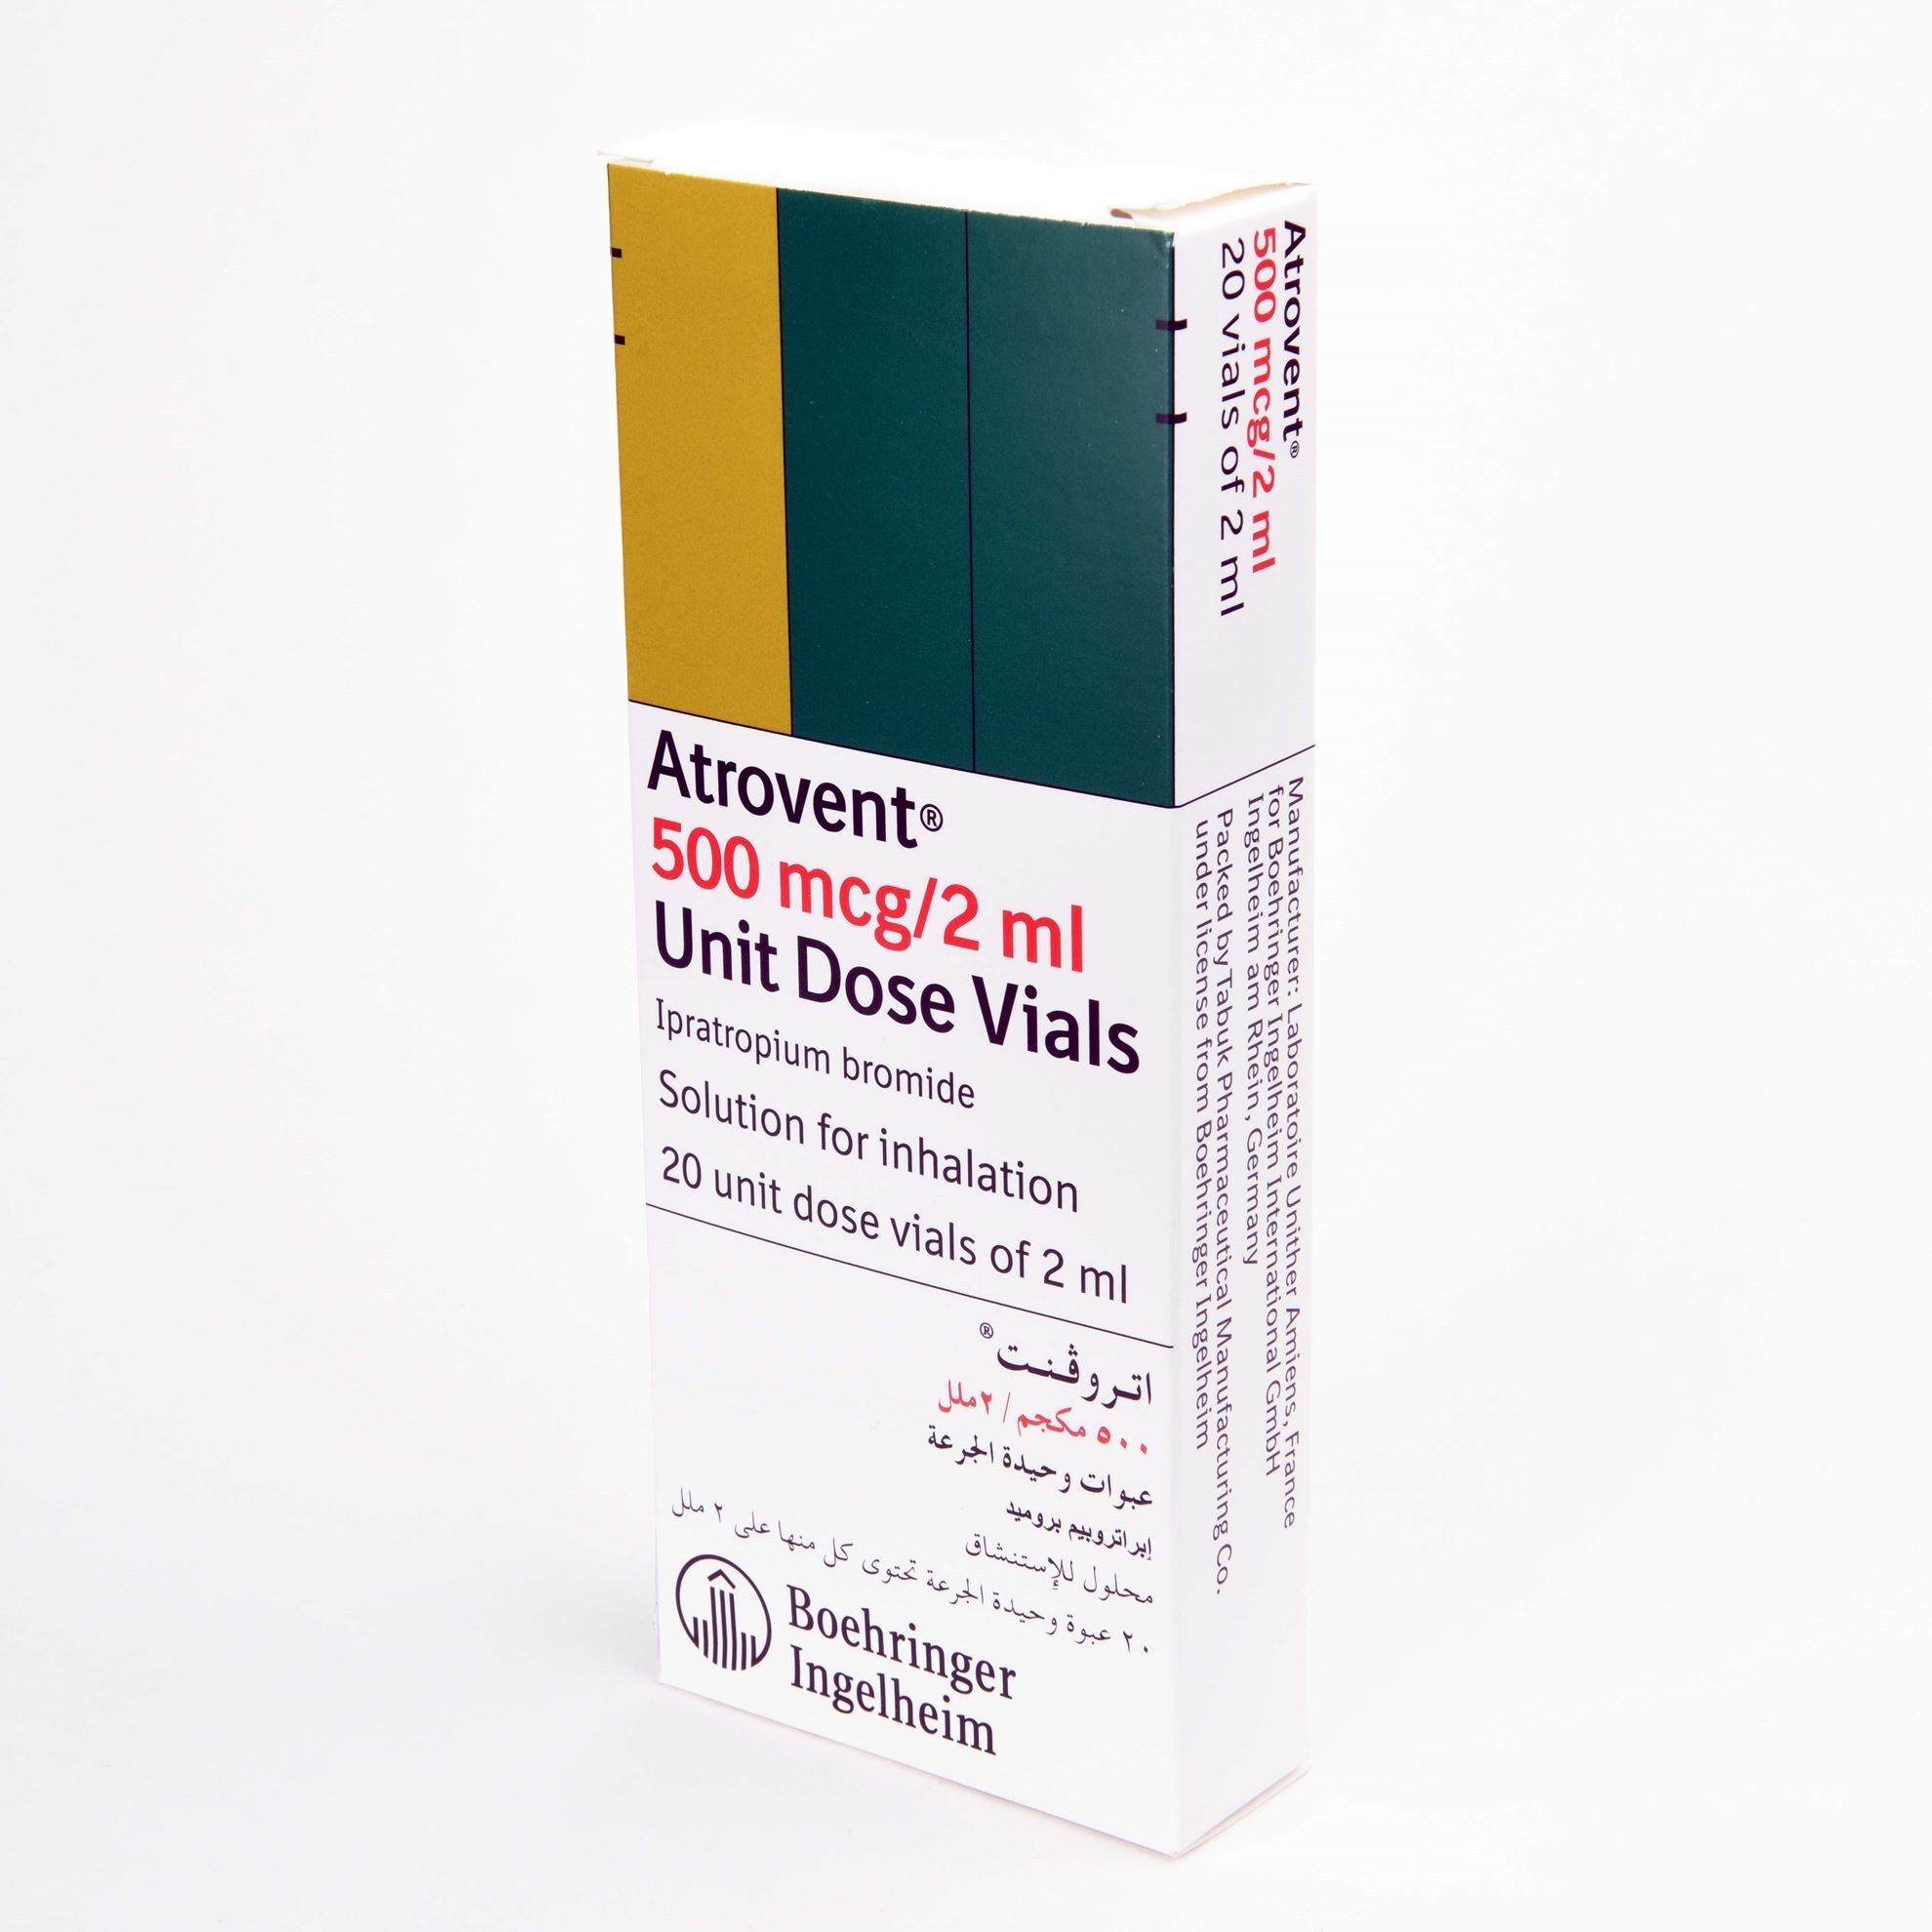 Atrovent®
500 mcg/2 ml
Unit Dose Vials
Ipratropium bromide
Solution for inhalation
20 unit dose vials of 2 ml
اتروڤنت®
٥٠٠ مكجم / ٢ ملل
عبوات وحيدة الجرعة
إبراتروبيم بروميد
محلول للإستنشاق
٢٠ عبوة وحيدة الجرعة تحتوى كل منها على ٢ ملل
Boehringer
Ingelheim
Atrovent®
500 mcg/2 ml
20 vials of 2 ml
Manufacturer: Laboratoire Unither Amiens, France
for Boehringer Ingelheim International GmbH
Ingelheim am Rhein, Germany
Packed by Tabuk Pharmaceutical Manufacturing Co.
under license from Boehringer Ingelheim